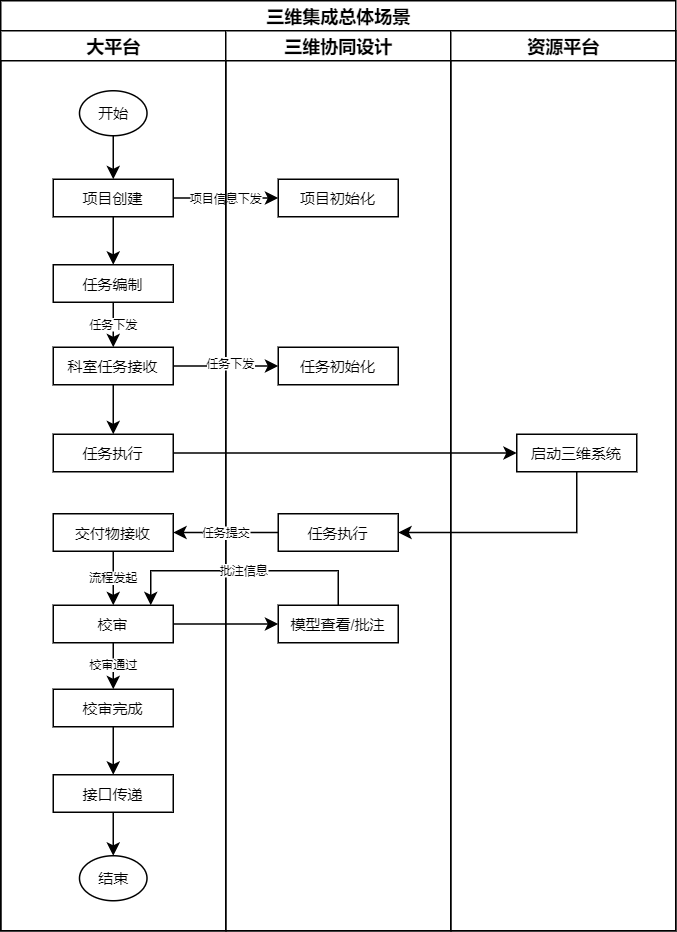 三维集成总体场景
大平台
三维协同设计
资源平台
开始
项目创建
项目信息下发
项目初始化
任务编制
任务下发
科室任务接收
任务下发
任务初始化
任务执行
启动三维系统
交付物接收
任务提交
任务执行
流程发起
批注信息
校审
模型查看/批注
校审通过
校审完成
接口传递
结束